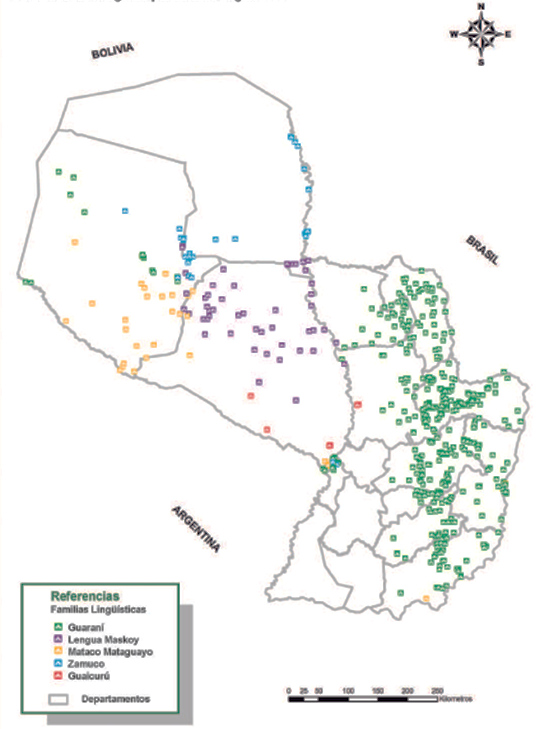 N
W E
S
BOLIVIA
BRASIL
ARGENTINA
Referencias
Familias Lingüísticas
Guaraní
Lengua Maskoy
Mataco Mataguayo
Zamuco
Guaicurú
Departamentos
0 25 50 100 150 200 250
Kilometros